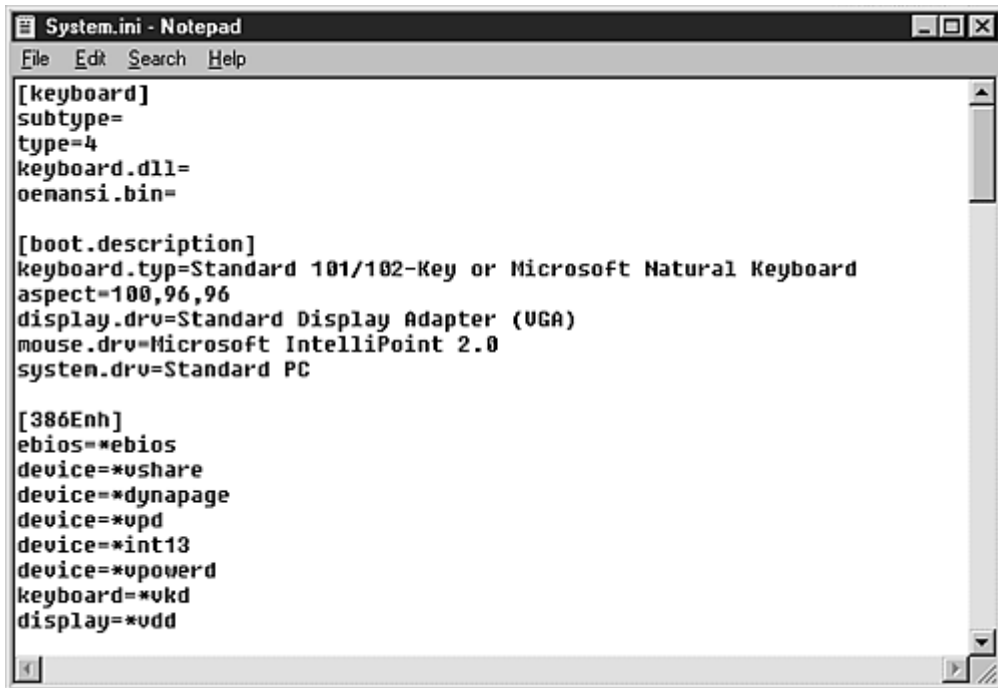 System.ini - Notepad
File Edit Search Help
[keyboard]
subtype=
type=4
keyboard.dll=
oemansi.bin=
[boot.description]
keyboard.typ=Standard 101/102-Key or Microsoft Natural Keyboard
aspect=100,96,96
display.drv=Standard Display Adapter (VGA)
mouse.drv=Microsoft IntelliPoint 2.0
system.drv=Standard PC
[386Enh]
ebios=*ebios
device=*vshare
device=*dynapage
device=*vpd
device=*int13
device=*vpowerd
keyboard=*vkd
display=*vdd